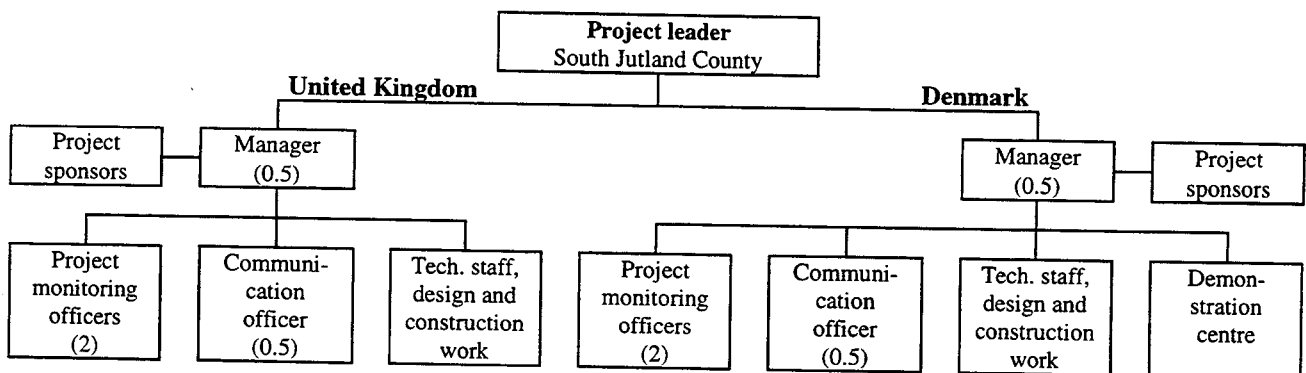 Project leader
South Jutland County
United Kingdom
Denmark
Project
sponsors
Manager
(0.5)
Manager
(0.5)
Project
sponsors
Project
monitoring
officers
(2)
Communi-
cation
officer
(0.5)
Tech. staff,
design and
construction
work
Project
monitoring
officers
(2)
Communi-
cation
officer
(0.5)
Tech. staff,
design and
construction
work
Demon-
stration
centre